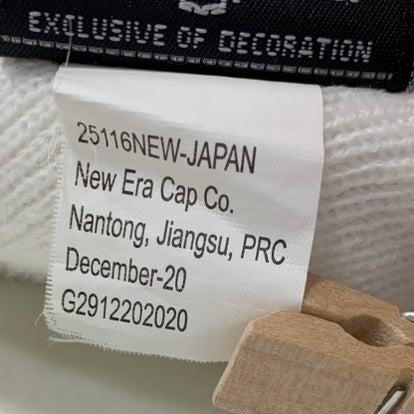 EXCLUSIVE OF DECORATION
25116NEW-JAPAN
New Era Cap Co.
Nantong, Jiangsu, PRC
December-20
G2912202020